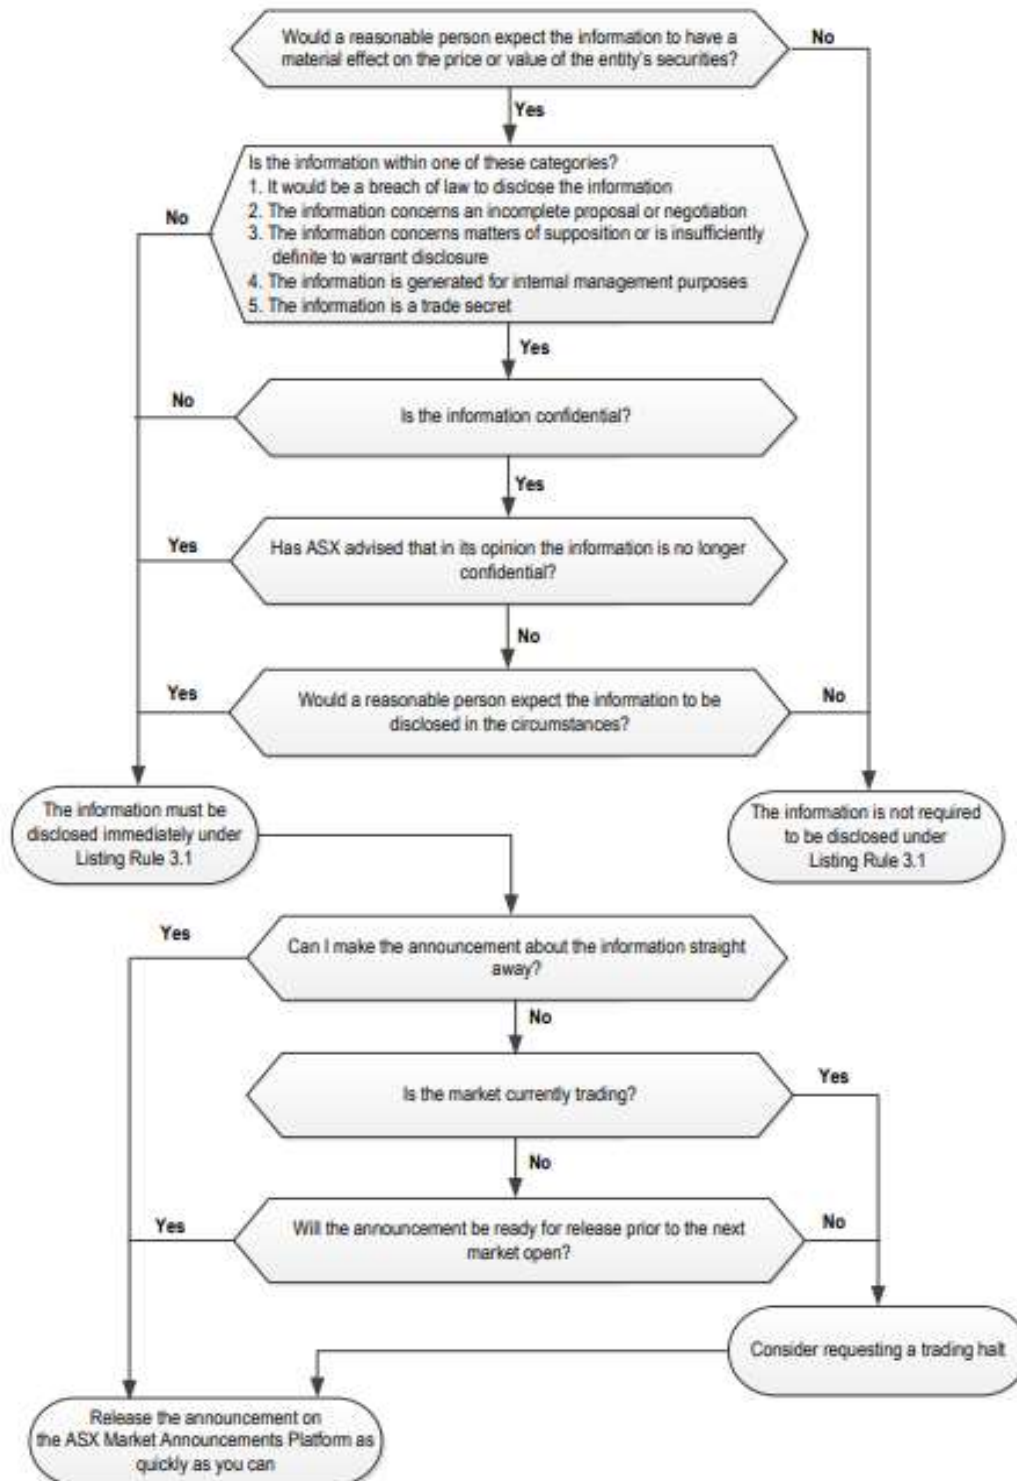 Would a reasonable person expect the information to have a
material effect on the price or value of the entity's securities?
No
Yes
Is the information within one of these categories?
1. It would be a breach of law to disclose the information
2. The information concerns an incomplete proposal or negotiation
3. The information concerns matters of supposition or is insufficiently
definite to warrant disclosure
4. The information is generated for internal management purposes
5. The information is a trade secret
No
Yes
Is the information confidential?
No
Yes
Has ASX advised that in its opinion the information is no longer
confidential?
Yes
No
Would a reasonable person expect the information to be
disclosed in the circumstances?
Yes
No
The information must be
disclosed immediately under
Listing Rule 3.1
The information is not required
to be disclosed under
Listing Rule 3.1
Can I make the announcement about the information straight
away?
Yes
No
Is the market currently trading?
Yes
No
Will the announcement be ready for release prior to the next
market open?
Yes
No
Consider requesting a trading halt
Release the announcement on
the ASX Market Announcements Platform as
quickly as you can